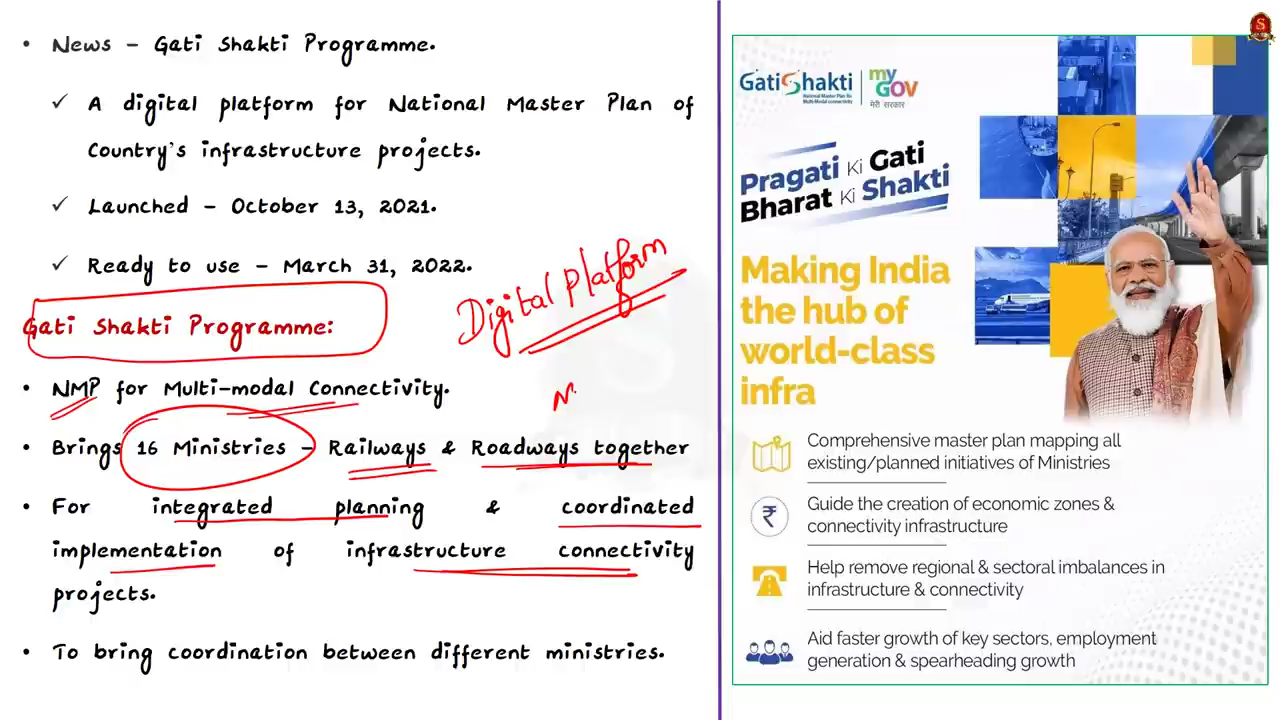 • News - Gati Shakti Programme.
✓ A digital platform for National Master Plan of
Country's infrastructure projects.
✓ Launched - October 13, 2021.
✓ Ready to use - March 31, 2022.
Digital Platform
Gati Shakti Programme:
• NMP for Multi-modal Connectivity.
• Brings 16 Ministries - Railways & Roadways together
• For integrated planning & coordinated
implementation of infrastructure connectivity
projects.
• To bring coordination between different ministries.
GatiShakti
National Master Plan for
Multi-Modal connectivity
my
GOV
मेरी सरकार
Pragati Ki Gati
Bharat Ki Shakti
Making India
the hub of
world-class
infra
Comprehensive master plan mapping all
existing/planned initiatives of Ministries
₹
Guide the creation of economic zones &
connectivity infrastructure
Help remove regional & sectoral imbalances in
infrastructure & connectivity
Aid faster growth of key sectors, employment
generation & spearheading growth